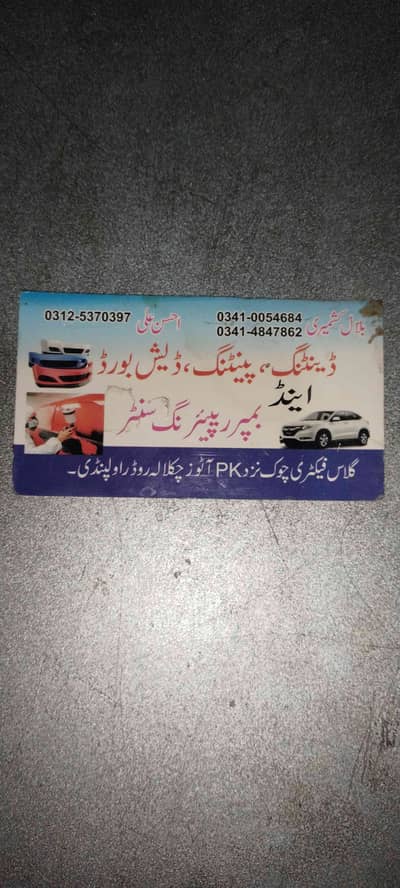 بلال کشمیری 0341-0054684 احسن علی 0312-5370397
0341-4847862
ڈینٹنگ، پینٹنگ، ڈیش بورڈ
اینڈ
بمپر ریپئرنگ سنٹر
گلاس فیکٹری چوک نزد PK آٹوز چکلالہ روڈ راولپنڈی۔